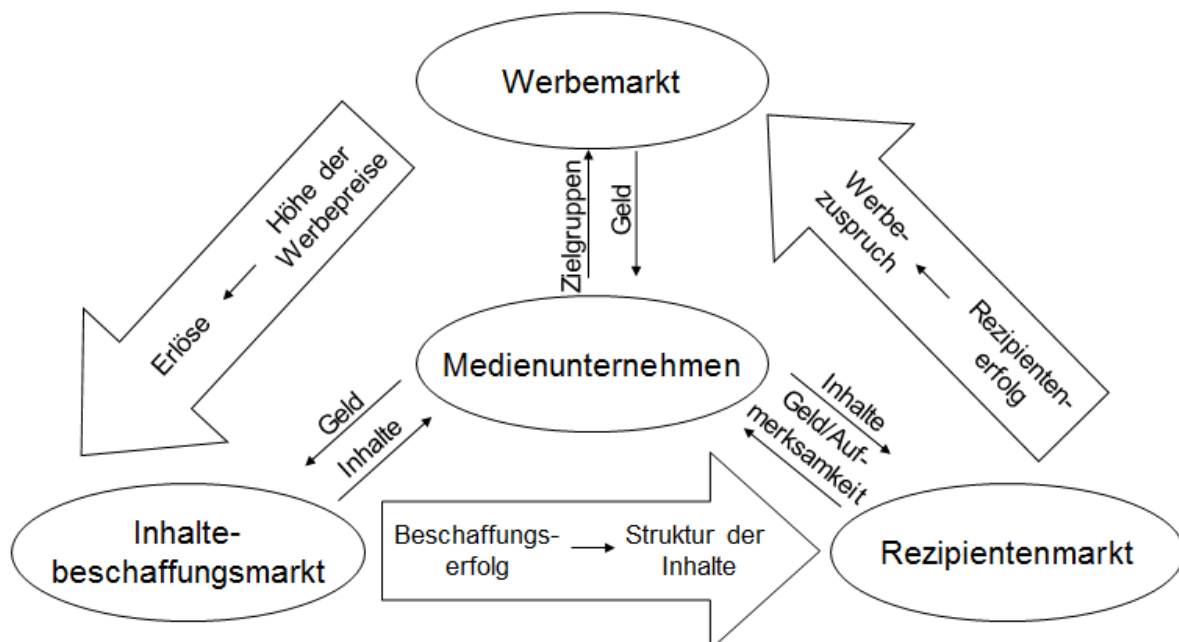 Werbemarkt
Höhe der
Werbepreise
Erlöse
Zielgruppen
Geld
Werbe-
zuspruch
Rezipienten-
erfolg
Medienunternehmen
Geld
Inhalte
Inhalte
Geld/Auf-
merksamkeit
Inhalte-
beschaffungsmarkt
Beschaffungs-
erfolg
Struktur der
Inhalte
Rezipientenmarkt